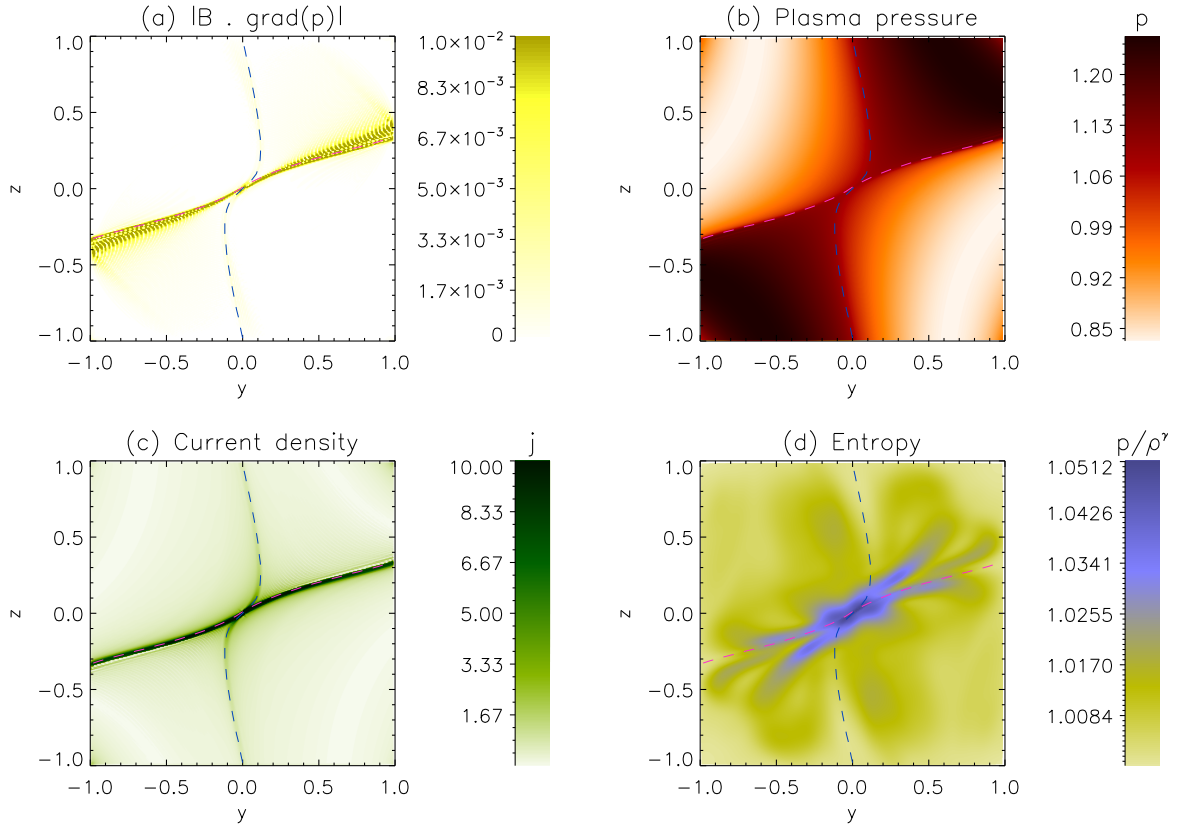 (a) |B . grad(p)|
1.0
0.5
0.0
−0.5
−1.0
z
−1.0 −0.5 0.0 0.5 1.0
y
1.0×10⁻²
8.3×10⁻³
6.7×10⁻³
5.0×10⁻³
3.3×10⁻³
1.7×10⁻³
0
(b) Plasma pressure
p
1.0
0.5
0.0
−0.5
−1.0
z
−1.0 −0.5 0.0 0.5 1.0
y
1.20
1.13
1.06
0.99
0.92
0.85
(c) Current density
j
1.0
0.5
0.0
−0.5
−1.0
z
−1.0 −0.5 0.0 0.5 1.0
y
10.00
8.33
6.67
5.00
3.33
1.67
(d) Entropy
p/ρᵞ
1.0
0.5
0.0
−0.5
−1.0
z
−1.0 −0.5 0.0 0.5 1.0
y
1.0512
1.0426
1.0341
1.0255
1.0170
1.0084